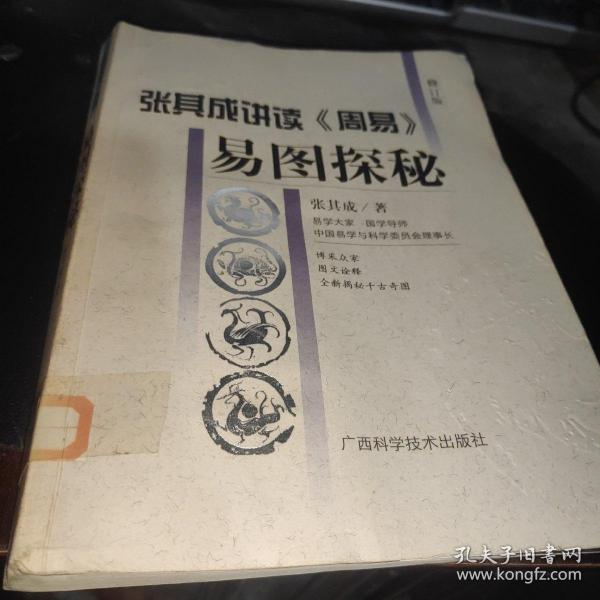 修订版
张其成讲读《周易》
易图探秘
张其成/著
易学大家 国学导师
中国易学与科学委员会理事长
博采众家
图文诠释
全新揭秘千古奇图
广西科学技术出版社
孔夫子旧书网
www.kongfz.com